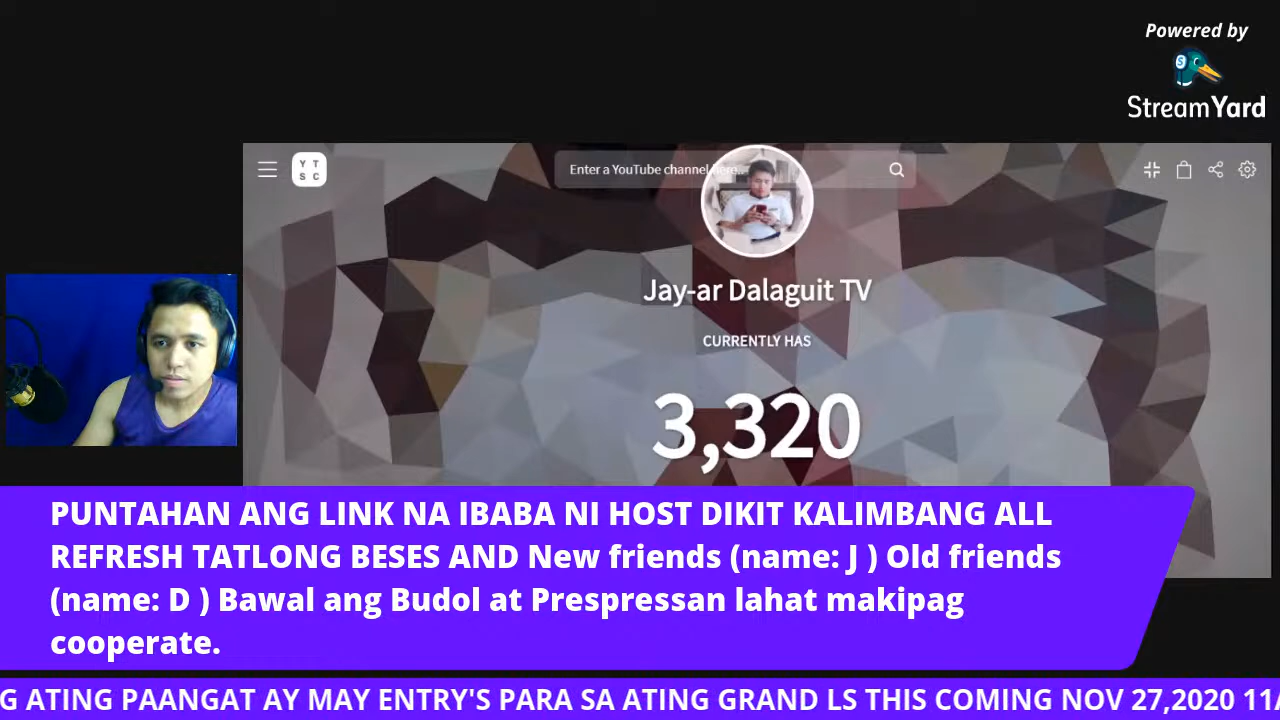 Powered by
StreamYard
Y T
S C
Enter a YouTube channel here...
Jay-ar Dalaguit TV
CURRENTLY HAS
3,320
PUNTAHAN ANG LINK NA IBABA NI HOST DIKIT KALIMBANG ALL
REFRESH TATLONG BESES AND New friends (name: J ) Old friends
(name: D ) Bawal ang Budol at Prespressan lahat makipag
cooperate.
G ATING PAANGAT AY MAY ENTRY'S PARA SA ATING GRAND LS THIS COMING NOV 27,2020 11